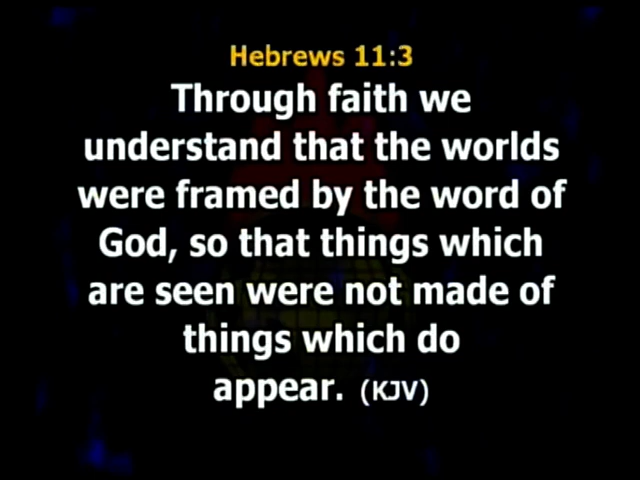 Hebrews 11:3
Through faith we
understand that the worlds
were framed by the word of
God, so that things which
are seen were not made of
things which do
appear. (KJV)